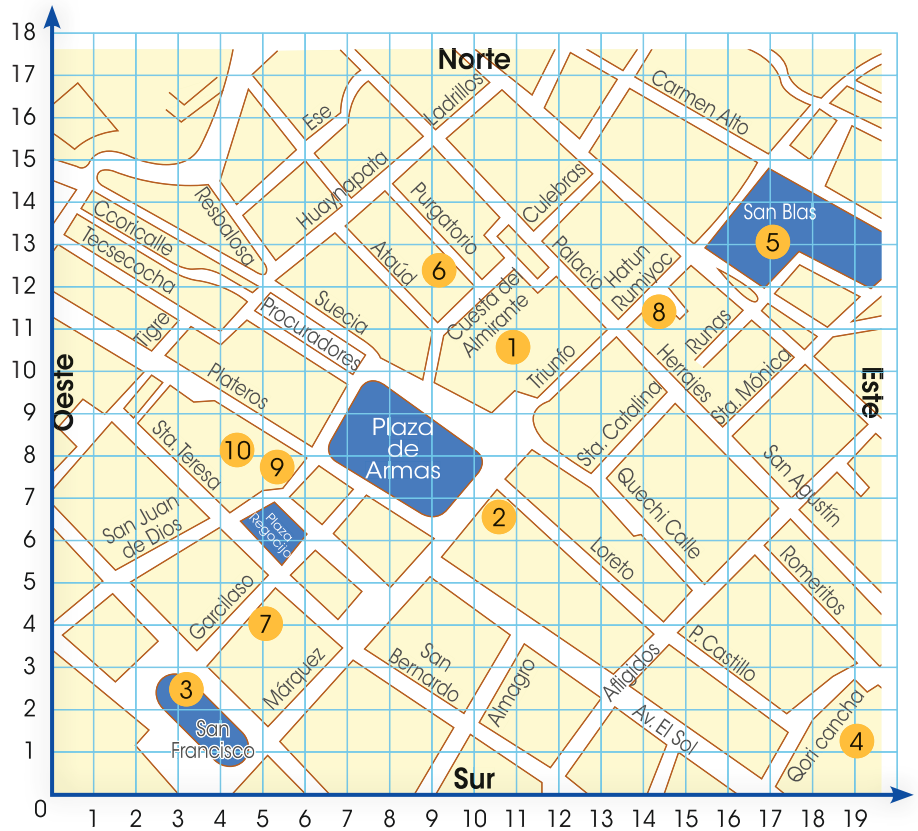 18
17
16
15
14
13
12
11
10
9
8
7
6
5
4
3
2
1
0
1
2
3
4
5
6
7
8
9
10
11
12
13
14
15
16
17
18
19
Norte
Oeste
Este
Sur
Ese
Ladrillos
Carmen Alto
Huaynapata
Resbalosa
Purgatorio
Culebras
San Blas
5
Ccoricalle
Tecsecocha
Ataúd
6
Palacio
Hatun
Rumiyoc
Tigre
Suecia
Procuradores
Cuesta del
Almirante
1
8
Runas
Herrajes
Triunfo
Plateros
Sta. Mónica
Sta. Catalina
Plaza
de
Armas
10
9
Sta. Teresa
San Agustín
San Juan
de Dios
Plaza
Regocijo
2
Quechi Calle
Loreto
Romeritos
Garcilaso
7
Márquez
San
Bernardo
Almagro
Afligidos
P. Castillo
Av. El Sol
3
San
Francisco
Qori cancha
4